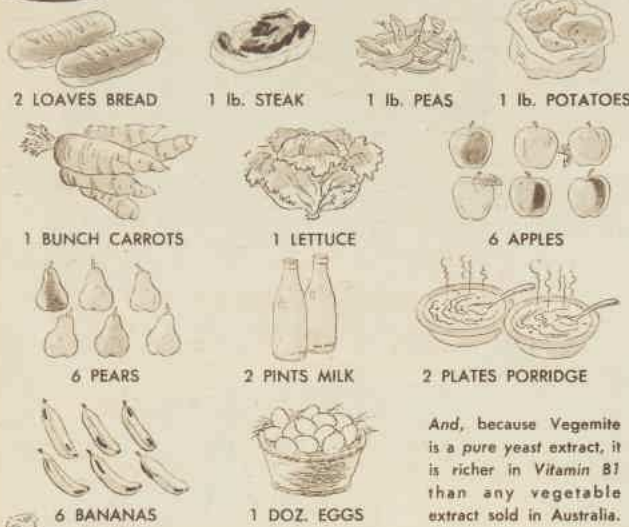 2 LOAVES BREAD
1 lb. STEAK
1 lb. PEAS
1 lb. POTATOES
1 BUNCH CARROTS
1 LETTUCE
6 APPLES
6 PEARS
2 PINTS MILK
2 PLATES PORRIDGE
6 BANANAS
1 DOZ. EGGS
And, because Vegemite
is a pure yeast extract, it
is richer in Vitamin B1
than any vegetable
extract sold in Australia.